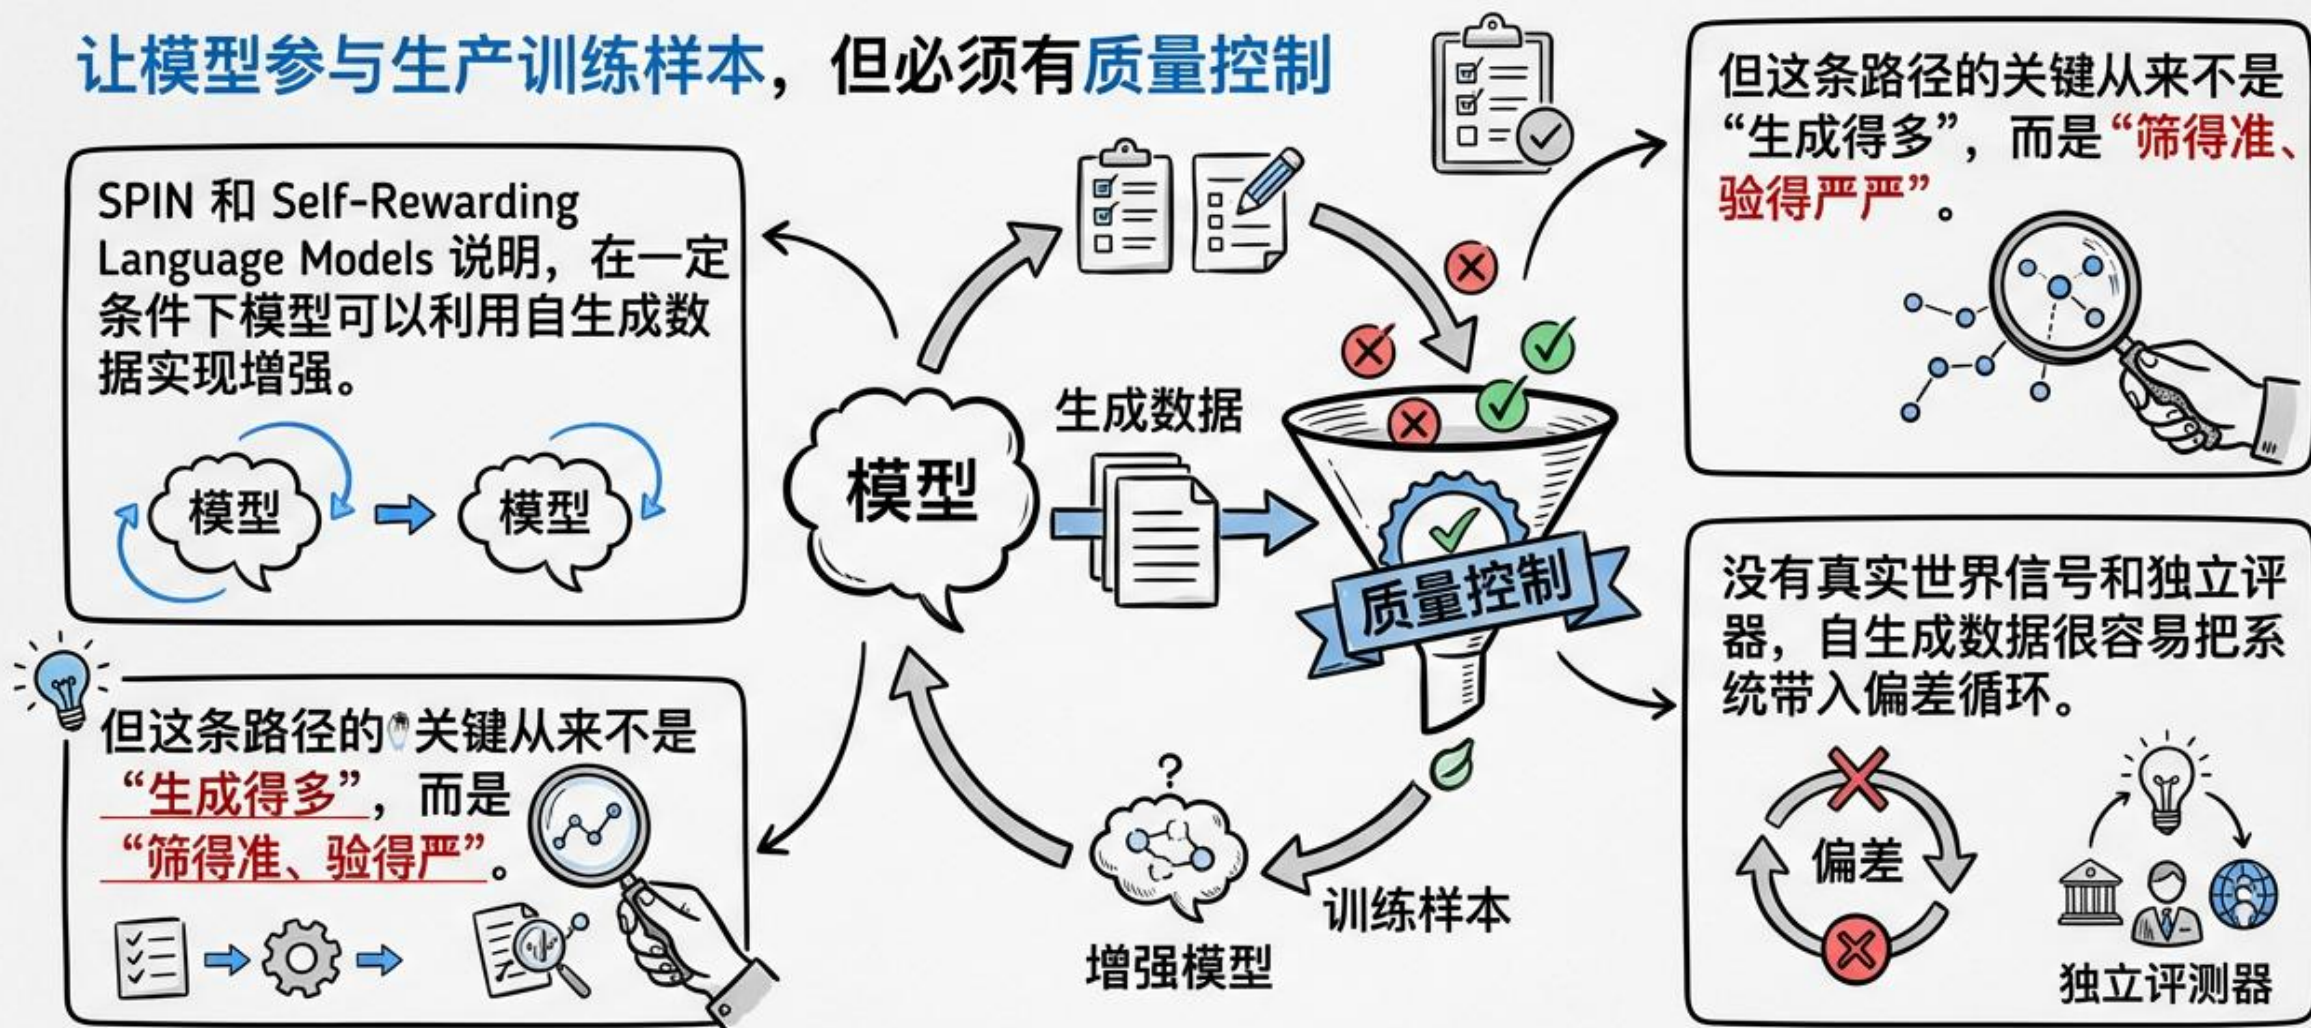 让模型参与生产训练样本，但必须有质量控制
SPIN 和 Self-Rewarding
Language Models 说明，在一定
条件下模型可以利用自生成数
据实现增强。
模型
模型
但这条路径的关键从来不是
“生成得多”，而是
“筛得准、验得严”。
模型
生成数据
质量控制
训练样本
?
增强模型
但这条路径的关键从来不是
“生成得多”，而是“筛得准、
验得严严”。
没有真实世界信号和独立评
器，自生成数据很容易把系
统带入偏差循环。
偏差
独立评测器